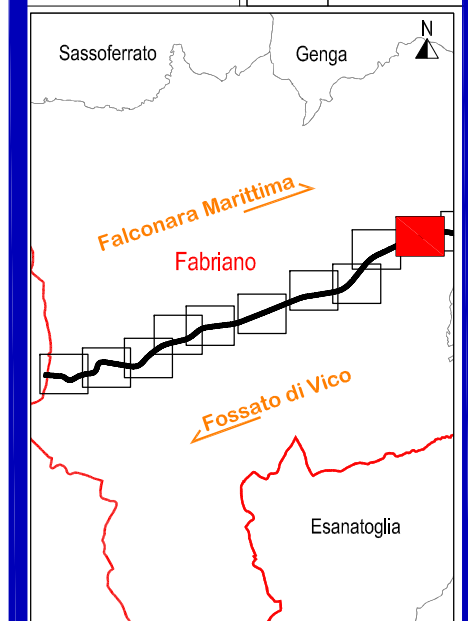 N
Sassoferrato
Genga
Falconara Marittima
Fabriano
Fossato di Vico
Esanatoglia